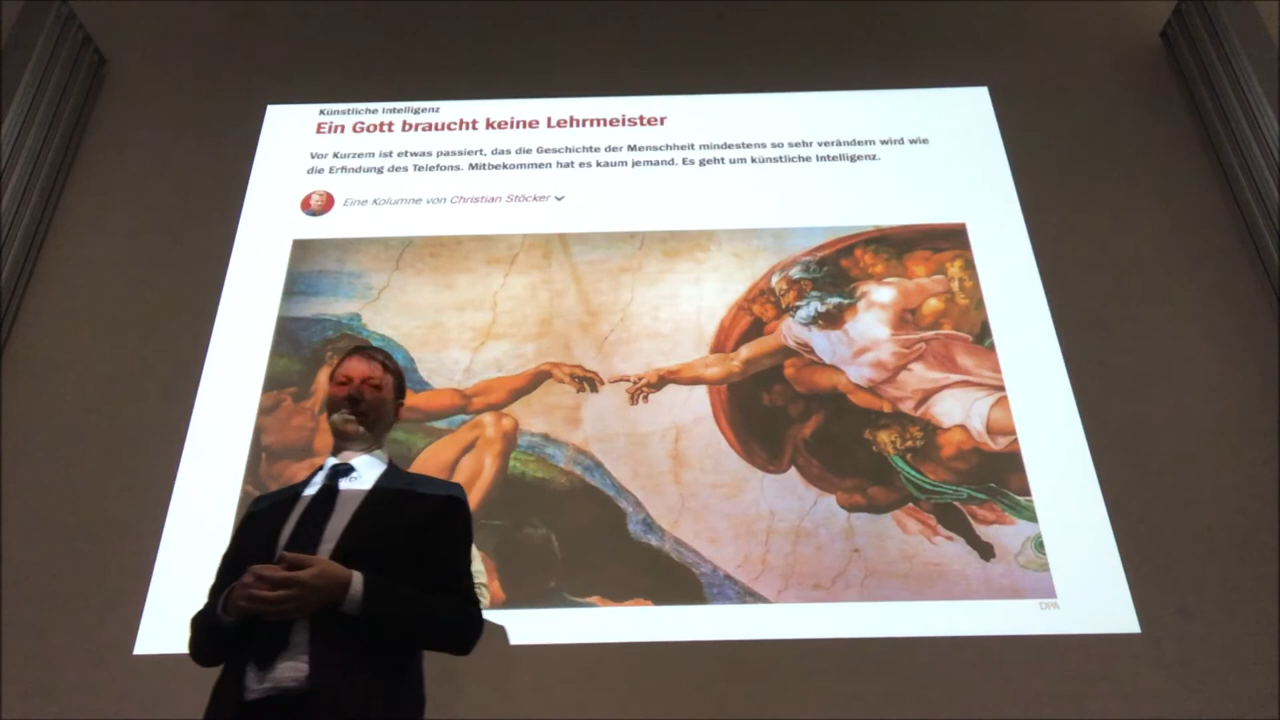 Künstliche Intelligenz
Ein Gott braucht keine Lehrmeister
Vor Kurzem ist etwas passiert, das die Geschichte der Menschheit mindestens so sehr verändern wird wie
die Erfindung des Telefons. Mitbekommen hat es kaum jemand. Es geht um künstliche Intelligenz.
Eine Kolumne von Christian Stöcker
DPA